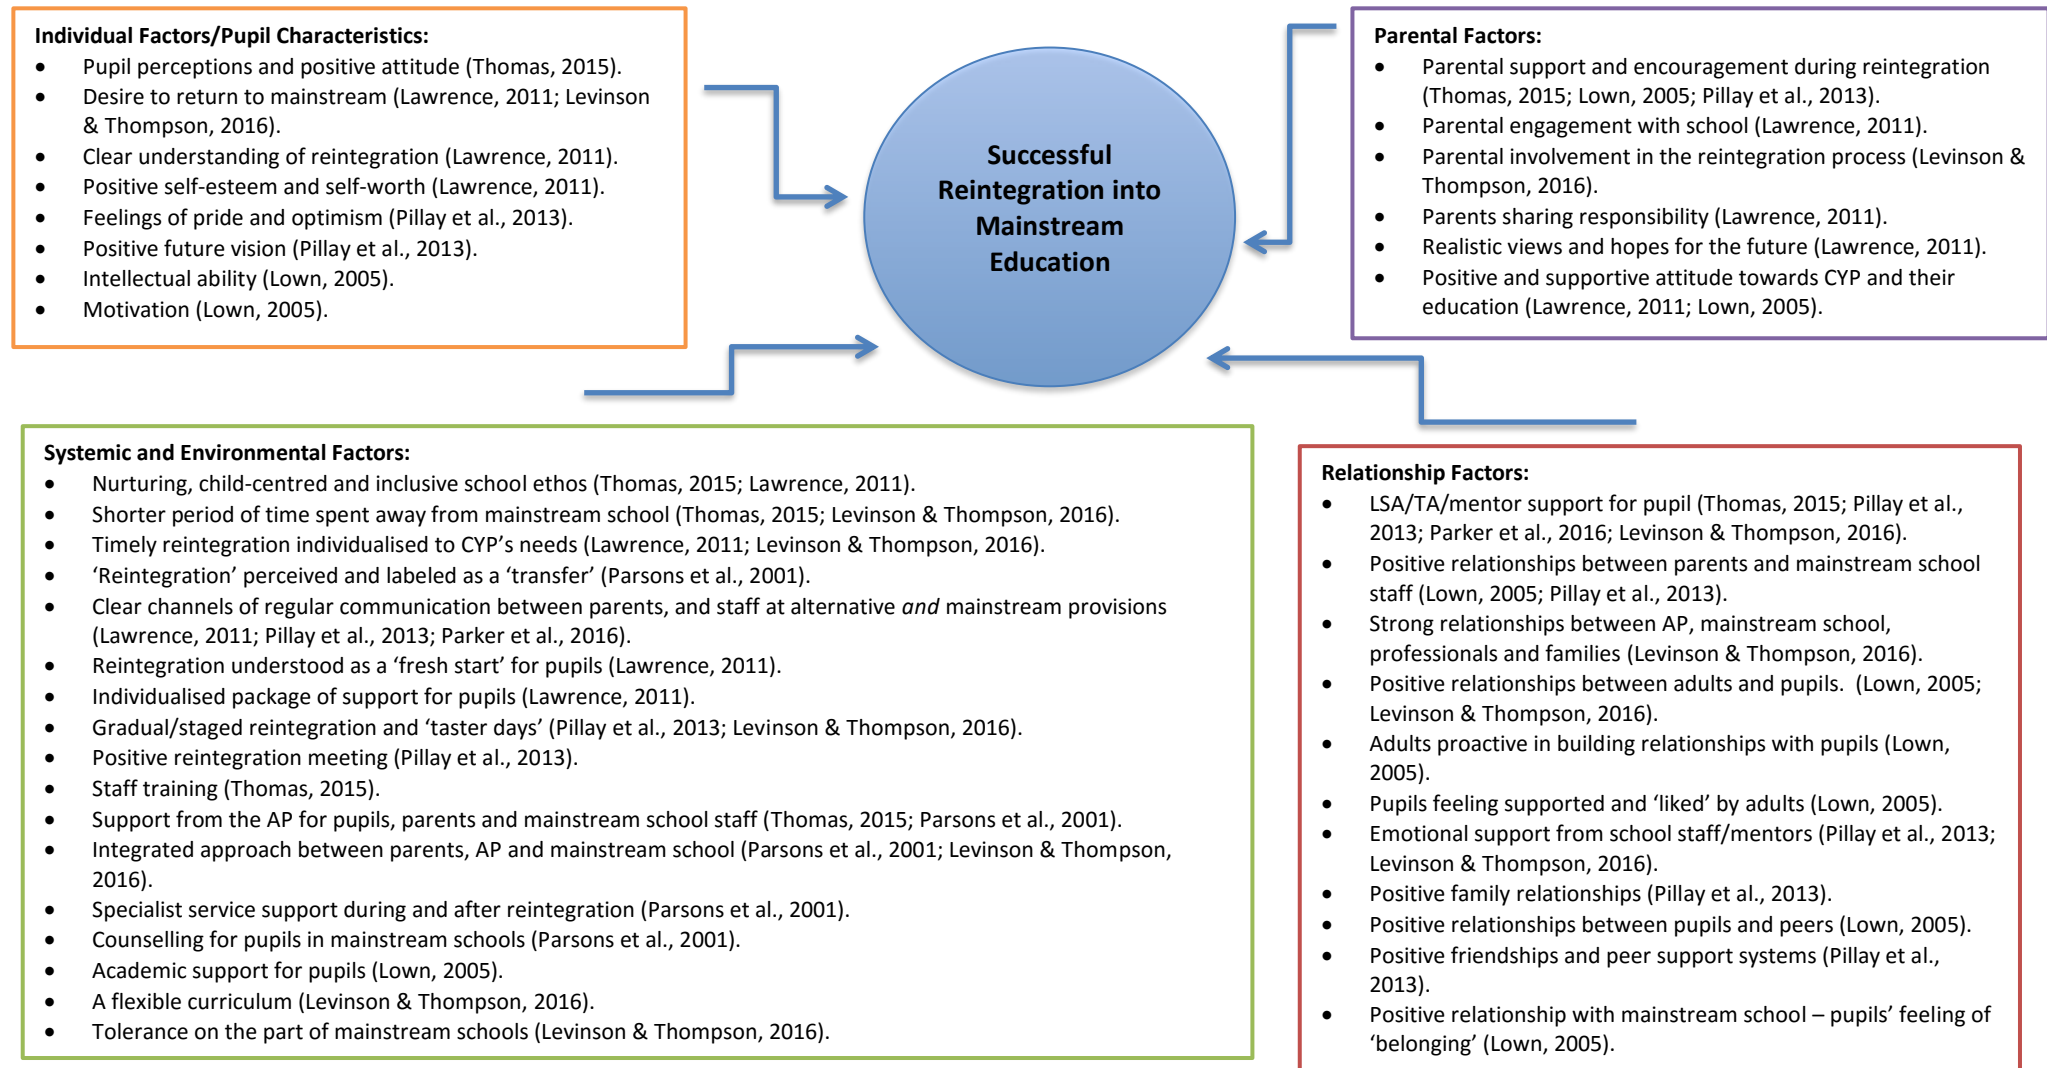 Individual Factors/Pupil Characteristics:
• Pupil perceptions and positive attitude (Thomas, 2015).
• Desire to return to mainstream (Lawrence, 2011; Levinson
& Thompson, 2016).
• Clear understanding of reintegration (Lawrence, 2011).
• Positive self-esteem and self-worth (Lawrence, 2011).
• Feelings of pride and optimism (Pillay et al., 2013).
• Positive future vision (Pillay et al., 2013).
• Intellectual ability (Lown, 2005).
• Motivation (Lown, 2005).
Successful
Reintegration into
Mainstream
Education
Parental Factors:
• Parental support and encouragement during reintegration
(Thomas, 2015; Lown, 2005; Pillay et al., 2013).
• Parental engagement with school (Lawrence, 2011).
• Parental involvement in the reintegration process (Levinson &
Thompson, 2016).
• Parents sharing responsibility (Lawrence, 2011).
• Realistic views and hopes for the future (Lawrence, 2011).
• Positive and supportive attitude towards CYP and their
education (Lawrence, 2011; Lown, 2005).
Systemic and Environmental Factors:
• Nurturing, child-centred and inclusive school ethos (Thomas, 2015; Lawrence, 2011).
• Shorter period of time spent away from mainstream school (Thomas, 2015; Levinson & Thompson, 2016).
• Timely reintegration individualised to CYP’s needs (Lawrence, 2011; Levinson & Thompson, 2016).
• ‘Reintegration’ perceived and labeled as a ‘transfer’ (Parsons et al., 2001).
• Clear channels of regular communication between parents, and staff at alternative and mainstream provisions
(Lawrence, 2011; Pillay et al., 2013; Parker et al., 2016).
• Reintegration understood as a ‘fresh start’ for pupils (Lawrence, 2011).
• Individualised package of support for pupils (Lawrence, 2011).
• Gradual/staged reintegration and ‘taster days’ (Pillay et al., 2013; Levinson & Thompson, 2016).
• Positive reintegration meeting (Pillay et al., 2013).
• Staff training (Thomas, 2015).
• Support from the AP for pupils, parents and mainstream school staff (Thomas, 2015; Parsons et al., 2001).
• Integrated approach between parents, AP and mainstream school (Parsons et al., 2001; Levinson & Thompson,
2016).
• Specialist service support during and after reintegration (Parsons et al., 2001).
• Counselling for pupils in mainstream schools (Parsons et al., 2001).
• Academic support for pupils (Lown, 2005).
• A flexible curriculum (Levinson & Thompson, 2016).
• Tolerance on the part of mainstream schools (Levinson & Thompson, 2016).
Relationship Factors:
• LSA/TA/mentor support for pupil (Thomas, 2015; Pillay et al.,
2013; Parker et al., 2016; Levinson & Thompson, 2016).
• Positive relationships between parents and mainstream school
staff (Lown, 2005; Pillay et al., 2013).
• Strong relationships between AP, mainstream school,
professionals and families (Levinson & Thompson, 2016).
• Positive relationships between adults and pupils. (Lown, 2005;
Levinson & Thompson, 2016).
• Adults proactive in building relationships with pupils (Lown,
2005).
• Pupils feeling supported and ‘liked’ by adults (Lown, 2005).
• Emotional support from school staff/mentors (Pillay et al., 2013;
Levinson & Thompson, 2016).
• Positive family relationships (Pillay et al., 2013).
• Positive relationships between pupils and peers (Lown, 2005).
• Positive friendships and peer support systems (Pillay et al.,
2013).
• Positive relationship with mainstream school – pupils’ feeling of
‘belonging’ (Lown, 2005).